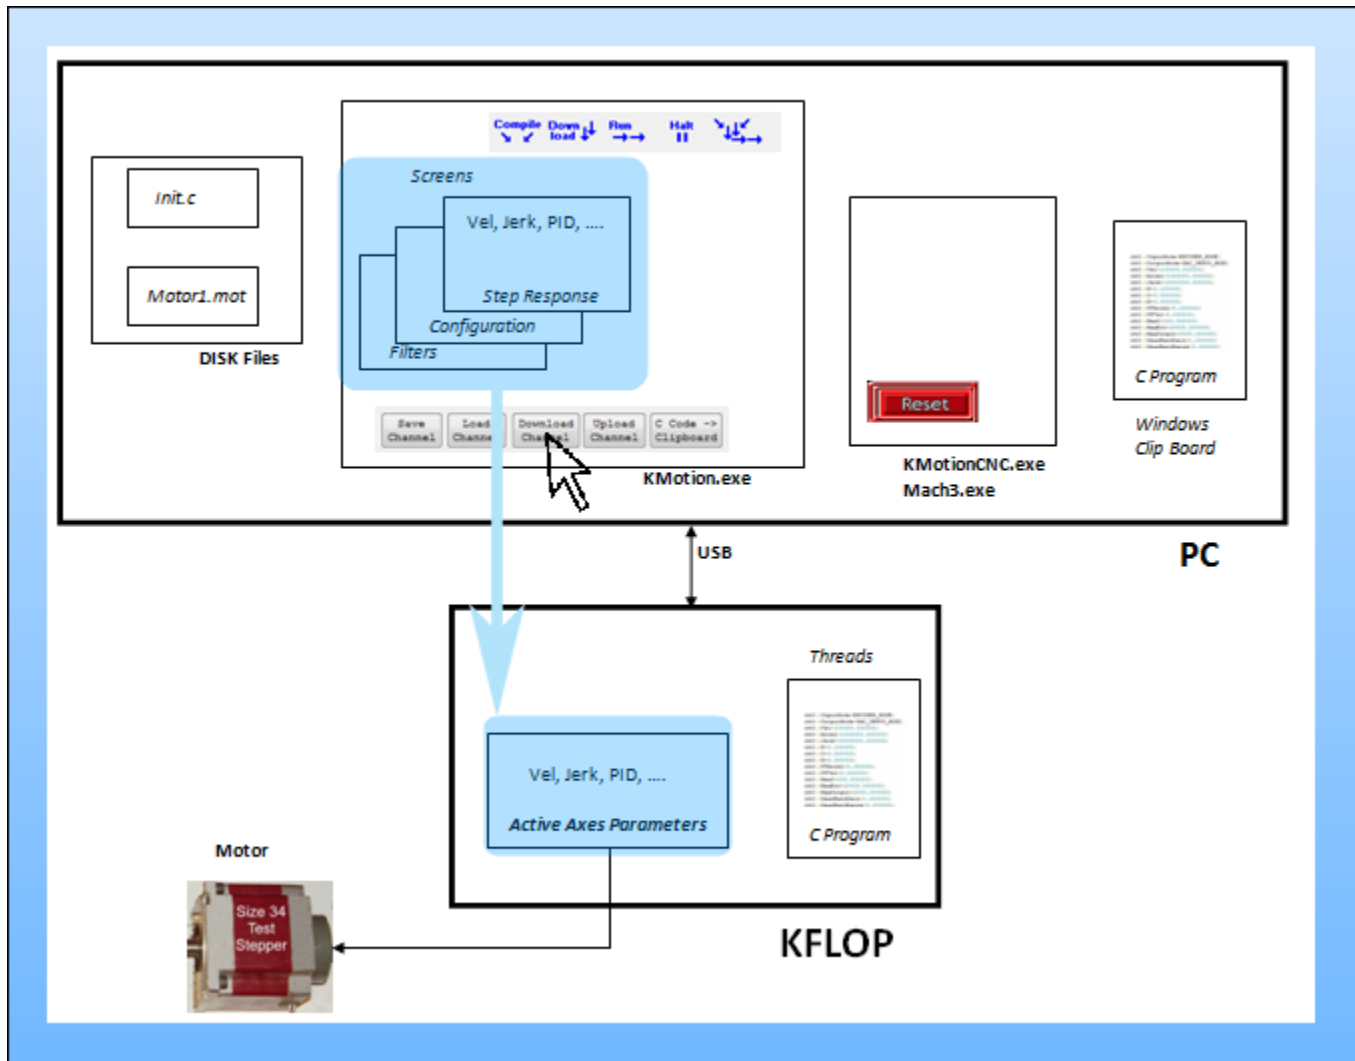 Compile Down load Run Halt
Screens
Init.c
Vel, Jerk, PID, ....
Motor1.mot
Step Response
Configuration
Filters
DISK Files
Reset
C Program
Save Channel
Load Channel
Download Channel
Upload Channel
C Code -> Clipboard
Windows
Clip Board
KMotion.exe
KMotionCNC.exe
Mach3.exe
USB
PC
Threads
Vel, Jerk, PID, ....
Active Axes Parameters
C Program
Motor
Size 34
Test
Stepper
KFLOP